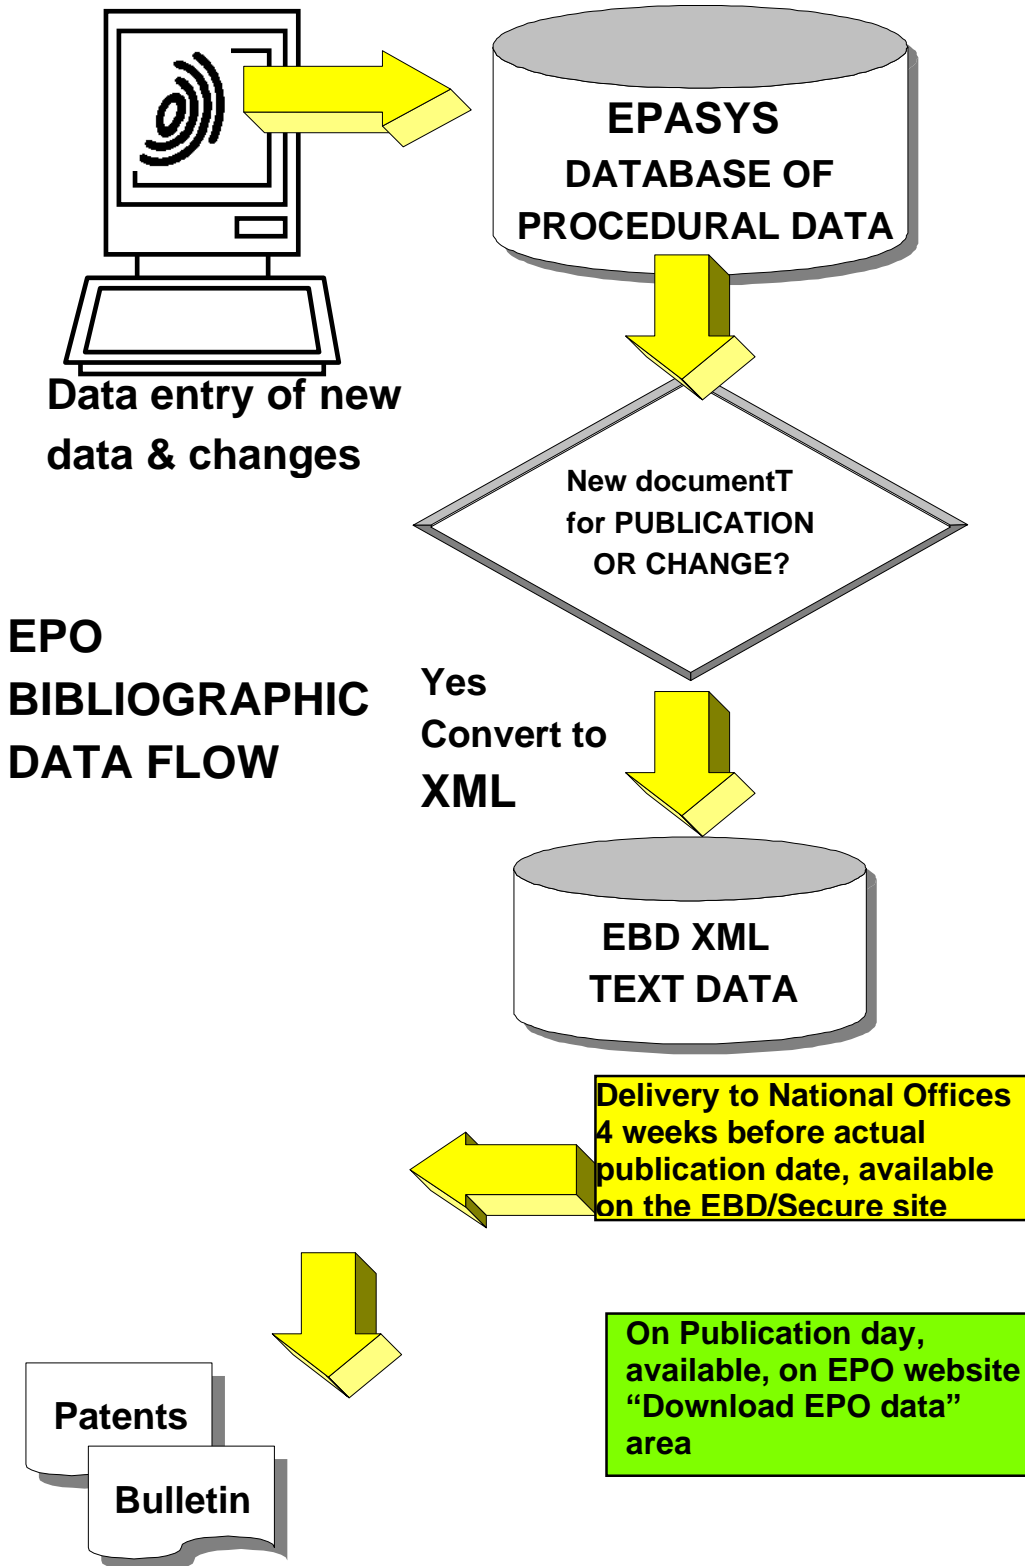 EPASYS
DATABASE OF
PROCEDURAL DATA
Data entry of new
data & changes
New documentT
for PUBLICATION
OR CHANGE?
EPO
BIBLIOGRAPHIC
DATA FLOW
Yes
Convert to
XML
EBD XML
TEXT DATA
Delivery to National Offices
4 weeks before actual
publication date, available
on the EBD/Secure site
On Publication day,
available, on EPO website
“Download EPO data”
area
Patents
Bulletin